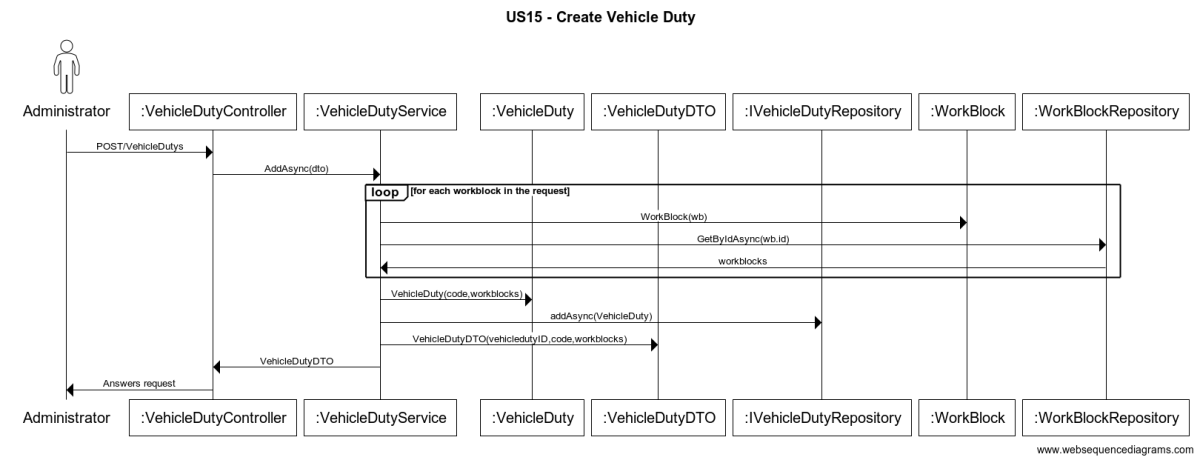 US15 - Create Vehicle Duty
Administrator :VehicleDutyController :VehicleDutyService :VehicleDuty :VehicleDutyDTO :IVehicleDutyRepository :WorkBlock :WorkBlockRepository
POST/VehicleDutys
AddAsync(dto)
loop [for each workblock in the request]
WorkBlock(wb)
GetByIdAsync(wb.id)
workblocks
VehicleDuty(code,workblocks)
addAsync(VehicleDuty)
VehicleDutyDTO(vehicledutyID,code,workblocks)
VehicleDutyDTO
Answers request
Administrator :VehicleDutyController :VehicleDutyService :VehicleDuty :VehicleDutyDTO :IVehicleDutyRepository :WorkBlock :WorkBlockRepository
www.websequencediagrams.com